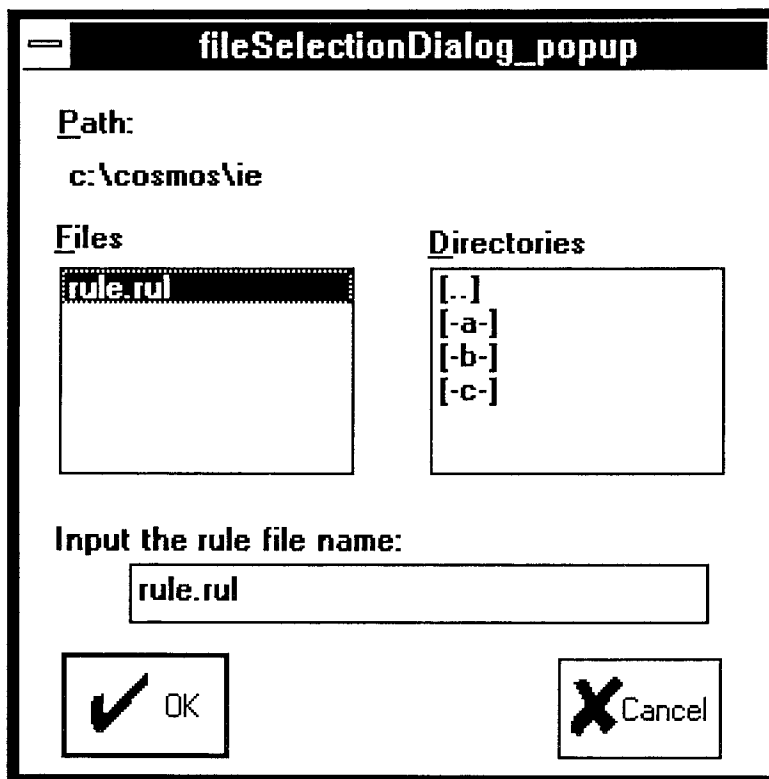 fileSelectionDialog_popup
Path:
c:\cosmos\ie
Files
Directories
rule.rul
[..]
[-a-]
[-b-]
[-c-]
Input the rule file name:
rule.rul
OK
Cancel